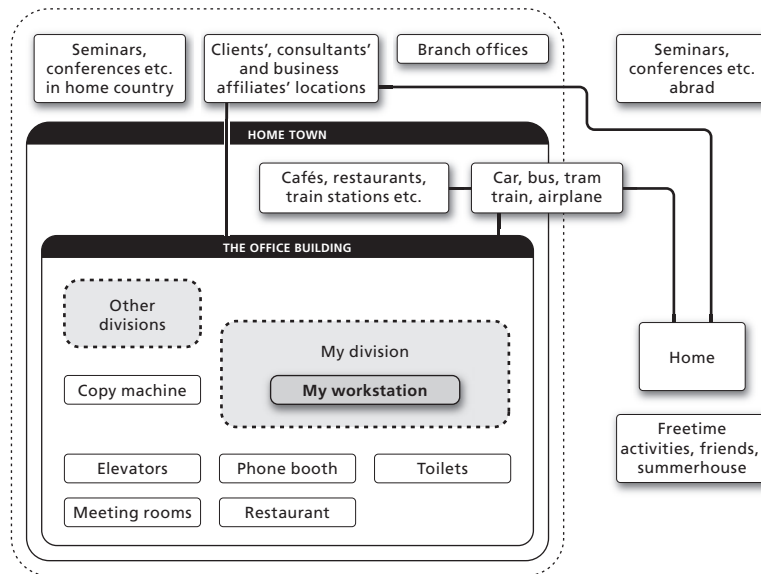 Seminars,
conferences etc.
in home country
Clients’, consultants’
and business
affiliates’ locations
Branch offices
Seminars,
conferences etc.
abrad
HOME TOWN
Cafés, restaurants,
train stations etc.
Car, bus, tram
train, airplane
THE OFFICE BUILDING
Other
divisions
My division
My workstation
Copy machine
Home
Elevators
Phone booth
Toilets
Meeting rooms
Restaurant
Freetime
activities, friends,
summerhouse